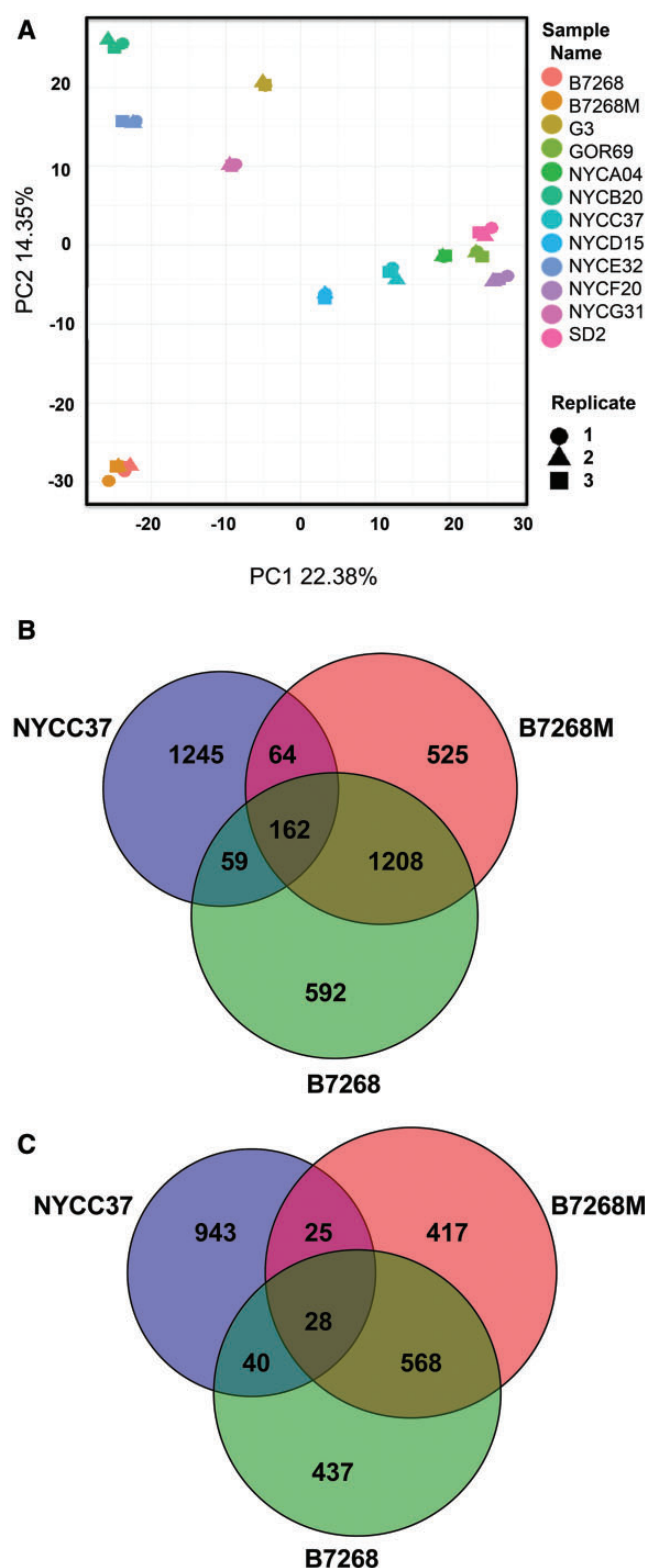 A
Sample
Name
B7268
B7268M
G3
GOR69
NYCA04
NYCB20
NYCC37
NYCD15
NYCE32
NYCF20
NYCG31
SD2
Replicate
1
2
3
PC2 14.35%
20
10
0
-10
-20
-30
-20
-10
0
10
20
30
PC1 22.38%
B
NYCC37
B7268M
1245
64
525
162
59
1208
592
B7268
C
NYCC37
B7268M
943
25
417
28
40
568
437
B7268